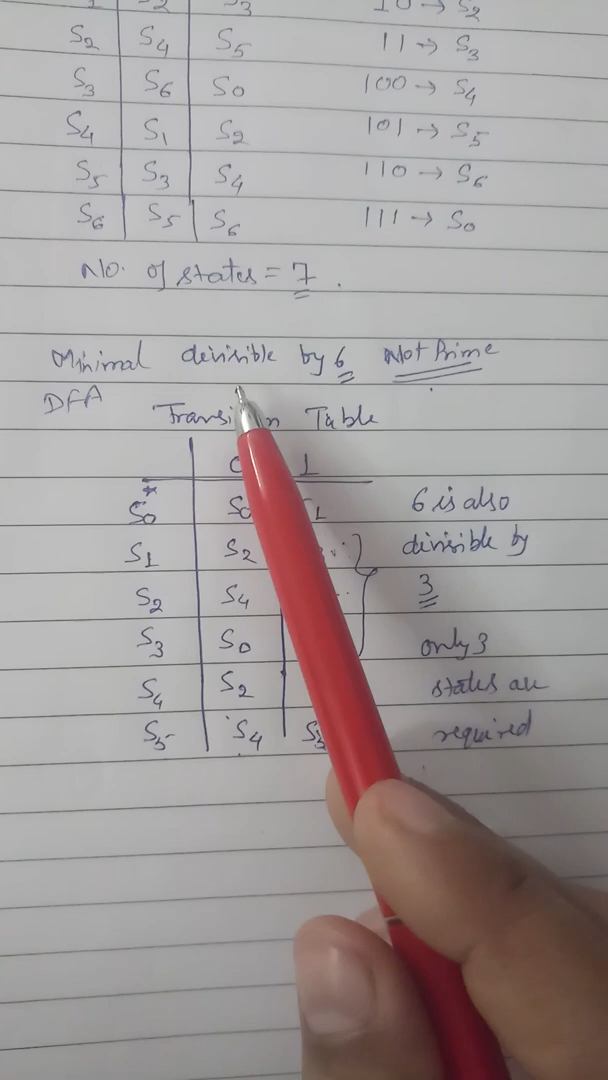 10 → S2
S2 S4 S5 11 → S3
S3 S6 S0 100 → S4
S4 S1 S2 101 → S5
S5 S3 S4 110 → S6
S6 S5 S6 111 → S0
No. of states = 7.
Minimal devisible by 6 Not Prime
DFA
Table
1
S0* S0 6 is also
S1 S2 divisible by
S2 S4 3
S3 S0 only 3
S4 S2 states are
S5 S4 required